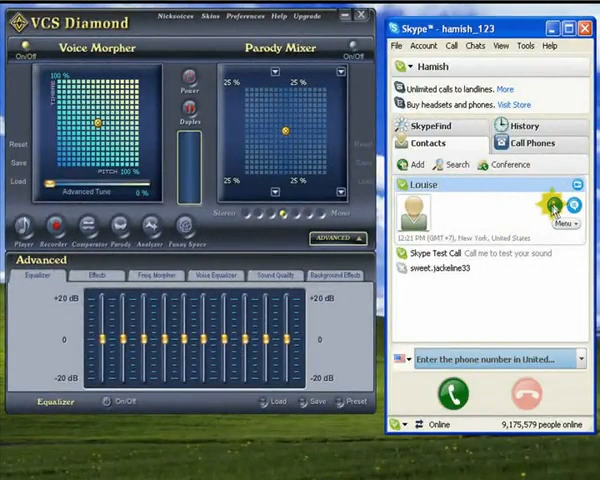 VCS Diamond
Nickvoices Skins Preferences Help Upgrade
On/Off
Voice Morpher
Parody Mixer
On/Off
100 %
TIMBRE
PITCH 100 %
Advanced Tune 0 %
Reset
Save
Load
Power
Duplex
25 % 25 %
25 % 25 %
Reset
Save
Load
Stereo Mono
Player Recorder Comparator Parody Analyzer Funny Space
ADVANCED
Advanced
Equalizer Effects Freq Morpher Voice Equalizer Sound Quality Background Effects
+20 dB +20 dB
0 0
-20 dB -20 dB
Equalizer On/Off Load Save Preset
Skype™ - hamish_123
File Account Call Chats View Tools Help
Hamish
Unlimited calls to landlines. More
Buy headsets and phones. Visit Store
SkypeFind History
Contacts Call Phones
Add Search Conference
Louise
Menu
12:21 PM (GMT+7), New York, United States
Skype Test Call Call me to test your sound
sweet.jackeline33
Enter the phone number in United...
Online 9,175,579 people online